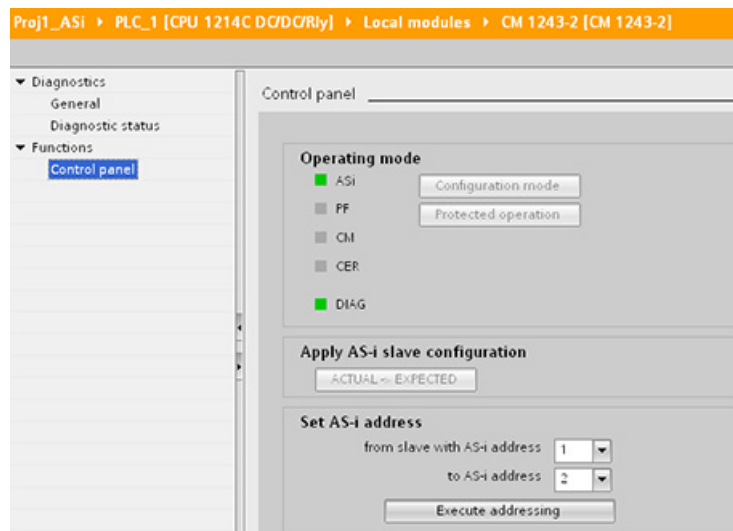 Proj1_ASi ▸ PLC_1 [CPU 1214C DC/DC/Rly] ▸ Local modules ▸ CM 1243-2 [CM 1243-2]
Diagnostics
General
Diagnostic status
Functions
Control panel
Control panel
Operating mode
ASi Configuration mode
PF Protected operation
CM
CER
DIAG
Apply AS-i slave configuration
ACTUAL -> EXPECTED
Set AS-i address
from slave with AS-i address 1
to AS-i address 2
Execute addressing